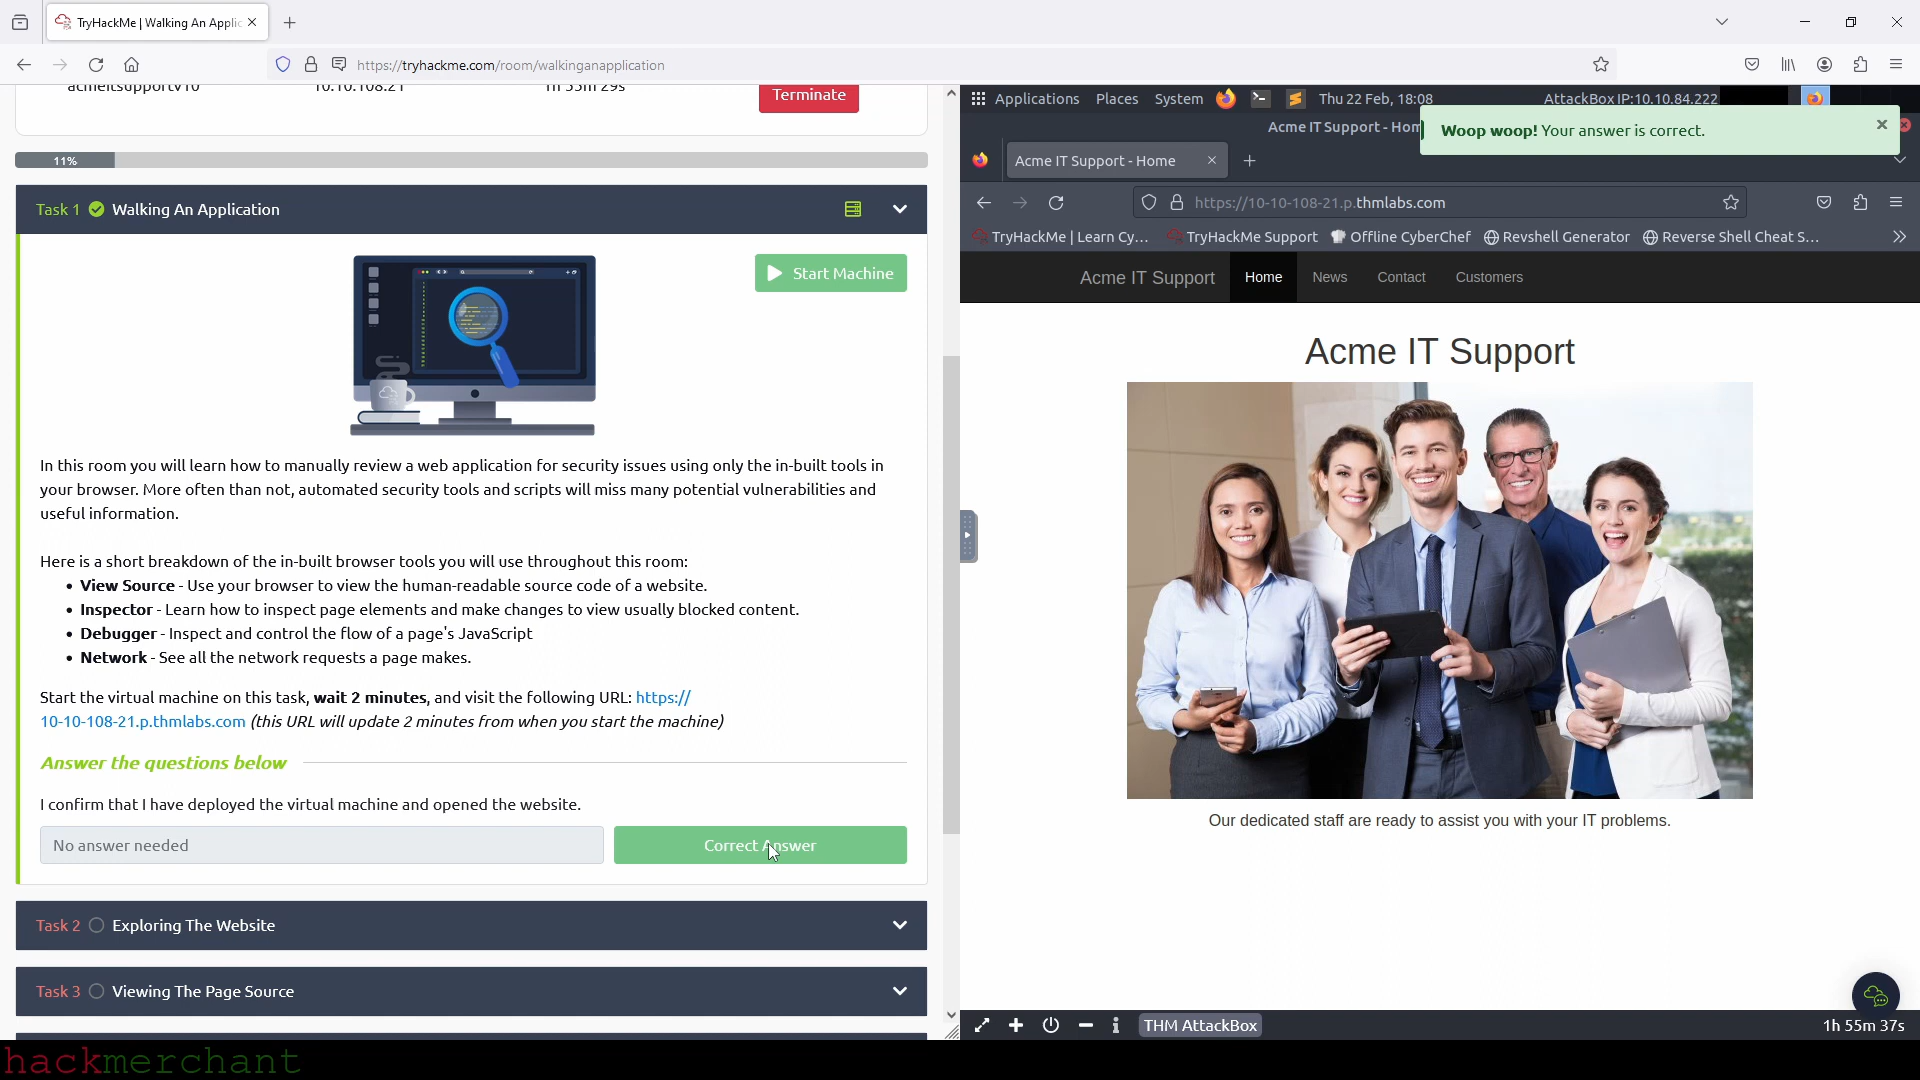 TryHackMe | Walking An Applic
https://tryhackme.com/room/walkinganapplication
acmeitsupportv10
10.10.108.21
1h 55m 29s
Terminate
11%
Task 1
Walking An Application
Start Machine
In this room you will learn how to manually review a web application for security issues using only the in-built tools in
your browser. More often than not, automated security tools and scripts will miss many potential vulnerabilities and
useful information.
Here is a short breakdown of the in-built browser tools you will use throughout this room:
• View Source - Use your browser to view the human-readable source code of a website.
• Inspector - Learn how to inspect page elements and make changes to view usually blocked content.
• Debugger - Inspect and control the flow of a page's JavaScript
• Network - See all the network requests a page makes.
Start the virtual machine on this task, wait 2 minutes, and visit the following URL: https://
10-10-108-21.p.thmlabs.com (this URL will update 2 minutes from when you start the machine)
Answer the questions below
I confirm that I have deployed the virtual machine and opened the website.
No answer needed
Correct Answer
Task 2
Exploring The Website
Task 3
Viewing The Page Source
hackmerchant
Applications Places System
Thu 22 Feb, 18:08
AttackBox IP:10.10.84.222
Acme IT Support - Hom
Woop woop! Your answer is correct.
Acme IT Support - Home
https://10-10-108-21.p.thmlabs.com
TryHackMe | Learn Cy...
TryHackMe Support
Offline CyberChef
Revshell Generator
Reverse Shell Cheat S...
Acme IT Support
Home
News
Contact
Customers
Acme IT Support
Our dedicated staff are ready to assist you with your IT problems.
THM AttackBox
1h 55m 37s